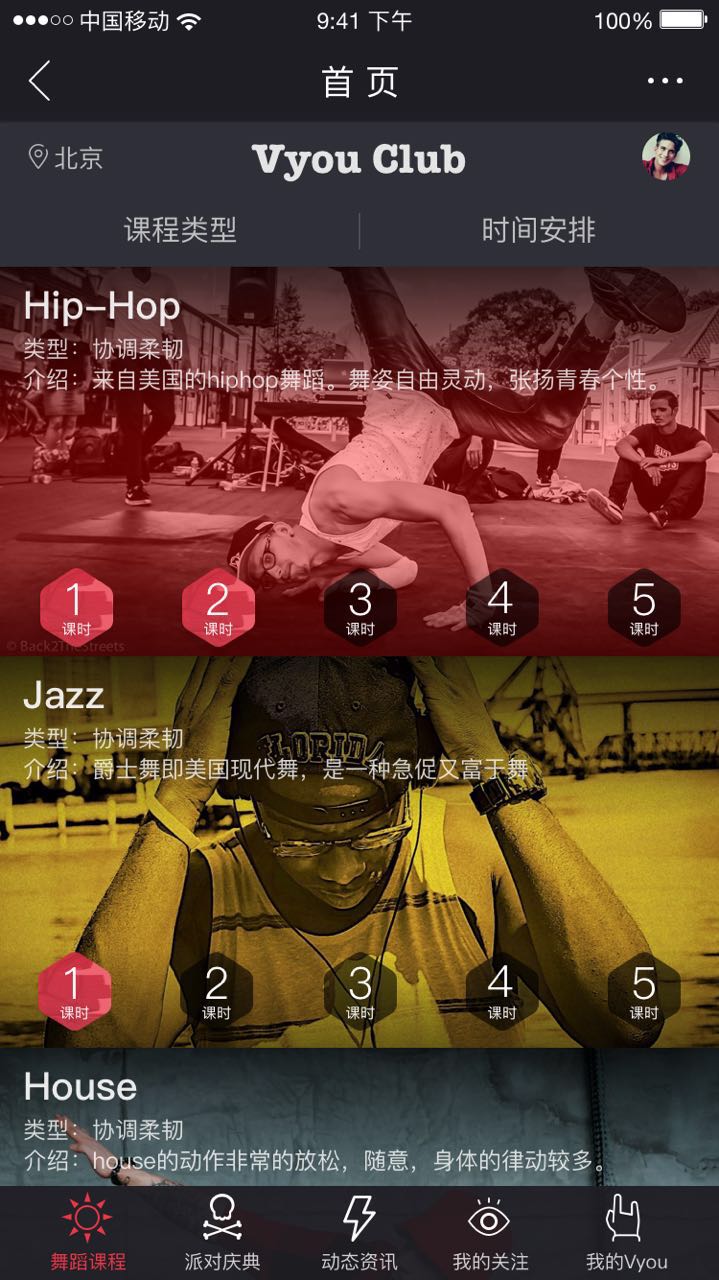 中国移动 9:41 下午 100%
首 页
北京 Vyou Club
课程类型 时间安排
Hip-Hop
类型：协调柔韧
介绍：来自美国的hiphop舞蹈。舞姿自由灵动，张扬青春个性。
1 2 3 4 5
课时 课时 课时 课时 课时
© Back2TheStreets
Jazz
类型：协调柔韧
FLORIDA
介绍：爵士舞即美国现代舞，是一种急促又富于舞
1 2 3 4 5
课时 课时 课时 课时 课时
House
类型：协调柔韧
介绍：house的动作非常的放松，随意，身体的律动较多。
舞蹈课程 派对庆典 动态资讯 我的关注 我的Vyou